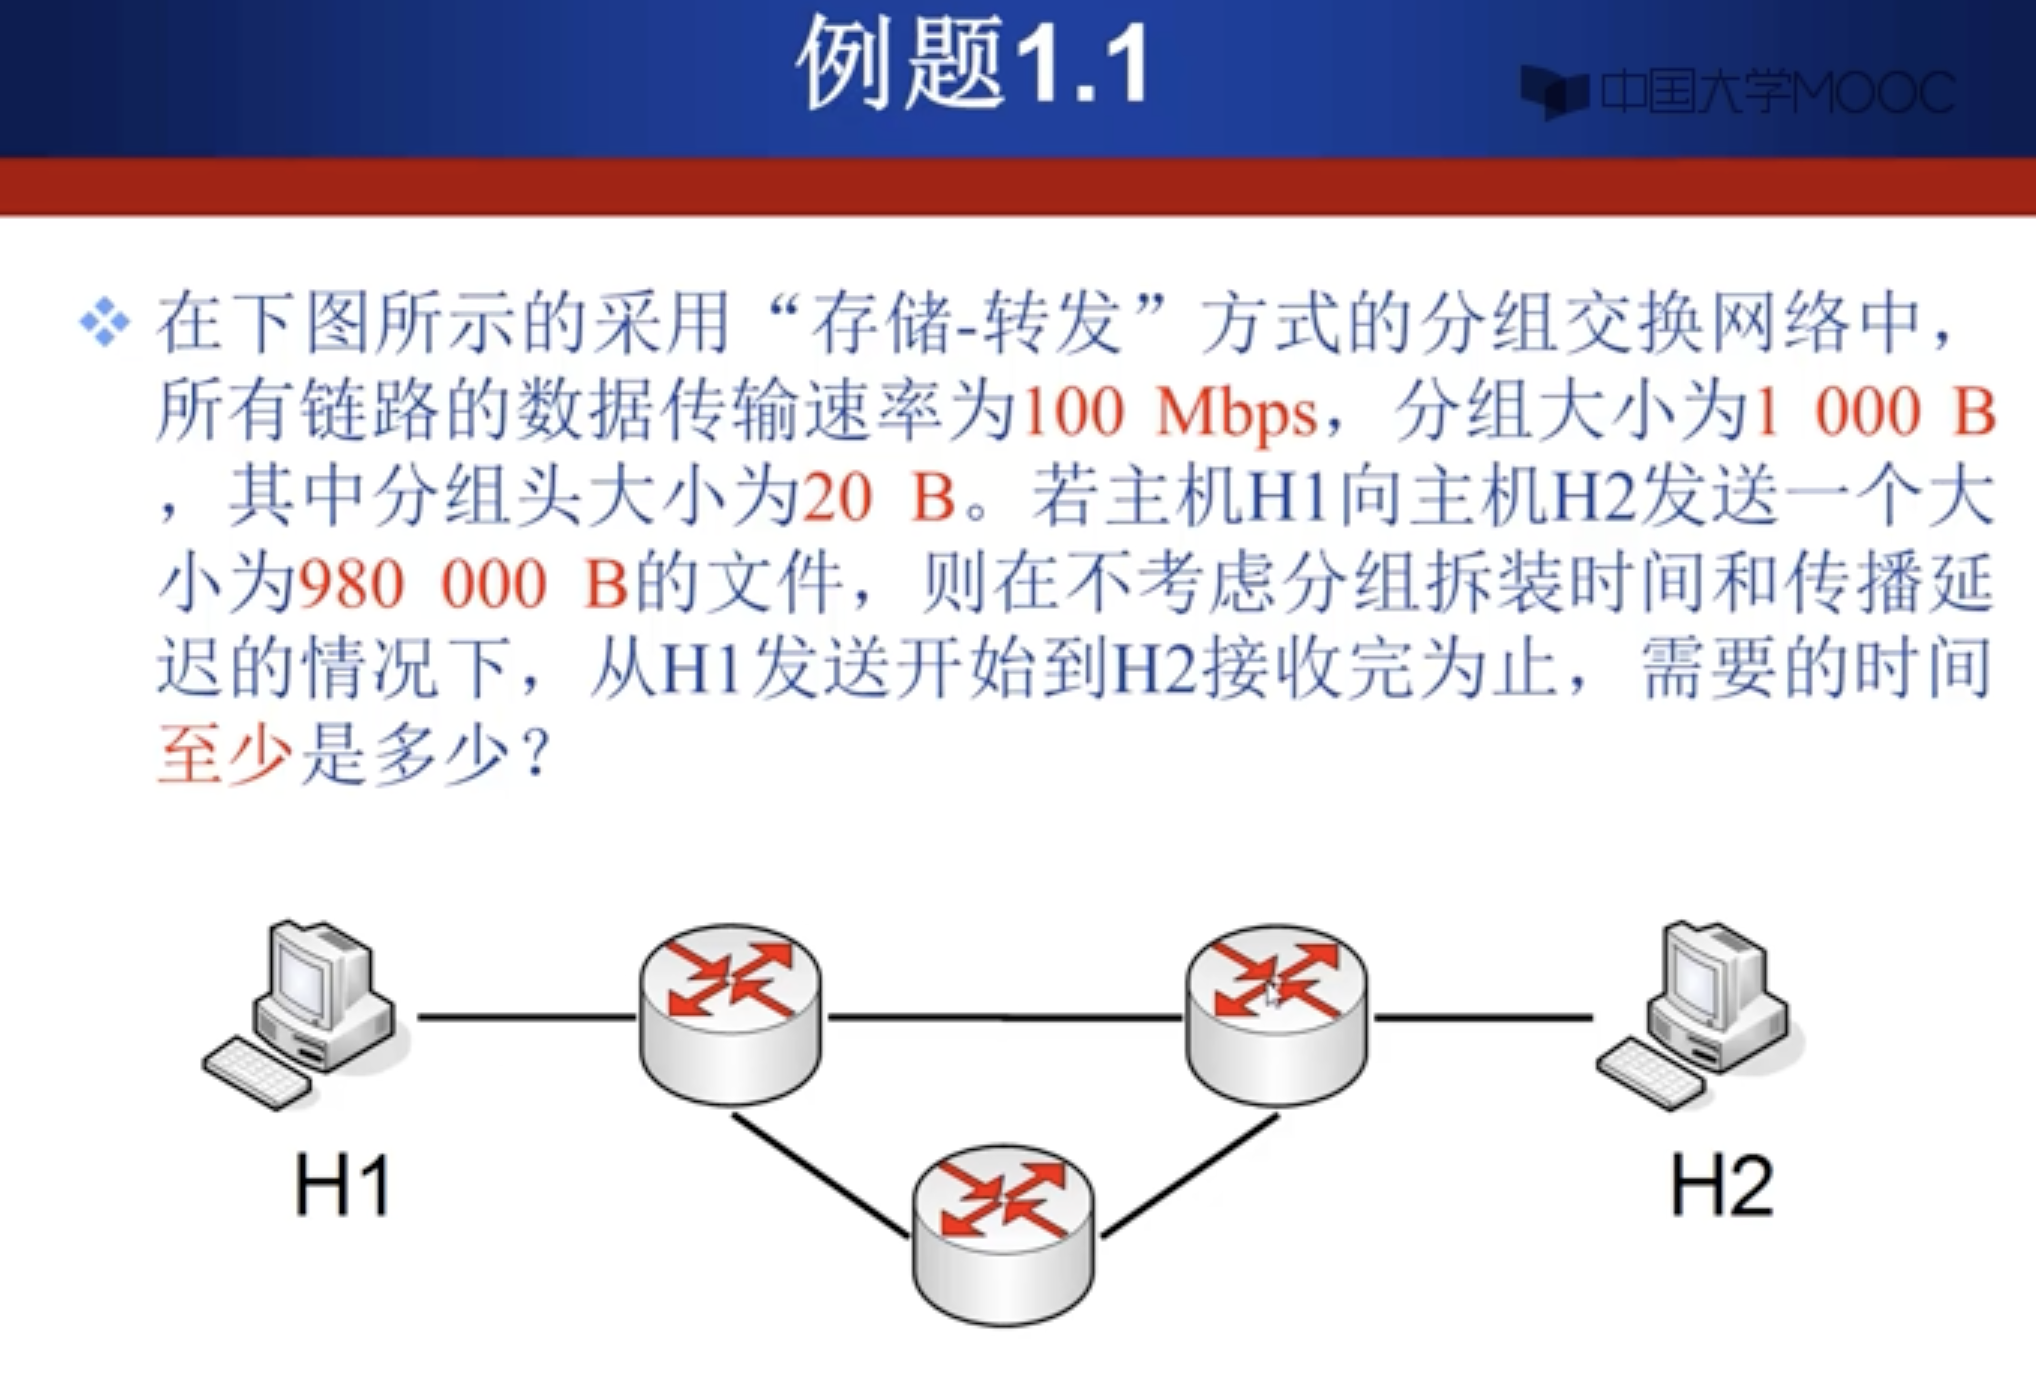 例题1.1
中国大学MOOC
在下图所示的采用“存储-转发”方式的分组交换网络中，
所有链路的数据传输速率为100 Mbps，分组大小为1 000 B
，其中分组头大小为20 B。若主机H1向主机H2发送一个大
小为980 000 B的文件，则在不考虑分组拆装时间和传播延
迟的情况下，从H1发送开始到H2接收完为止，需要的时间
至少是多少？
H1
H2